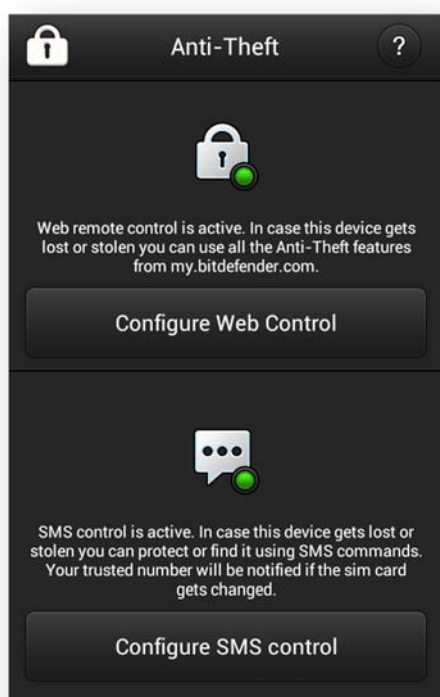 Anti-Theft
?
Web remote control is active. In case this device gets
lost or stolen you can use all the Anti-Theft features
from my.bitdefender.com.
Configure Web Control
SMS control is active. In case this device gets lost or
stolen you can protect or find it using SMS commands.
Your trusted number will be notified if the sim card
gets changed.
Configure SMS control